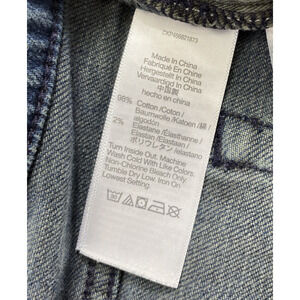 Made In China
Fabriqué en Chine
Hergestellt in China
Vervaardigd In China
中国製
hecho en china
98% Cotton /Coton /
Baumwolle /Katoen / 綿 /
algodón
2% Elastane /Élasthanne /
Elastan /Elastaan /
ポリウレタン /elastano
Turn Inside Out. Machine
Wash Cold With Like Colors.
Non-Chlorine Bleach Only.
Tumble Dry Low. Iron On
Lowest Setting.